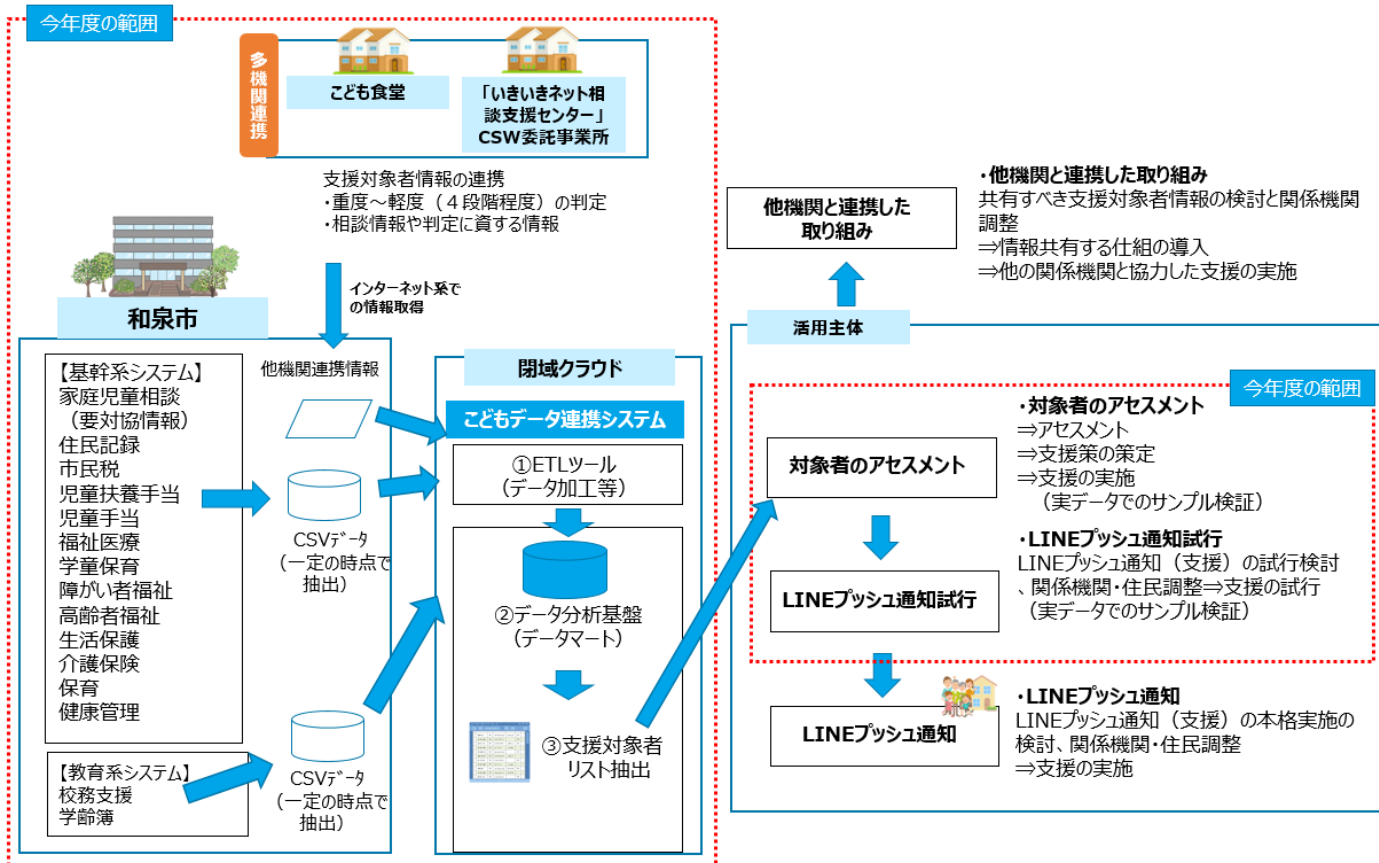 今年度の範囲
多機関連携
こども食堂
「いきいきネット相
談支援センター」
CSW委託事業所
支援対象者情報の連携
・重度～軽度（４段階程度）の判定
・相談情報や判定に資する情報
インターネット系で
の情報取得
和泉市
【基幹系システム】
家庭児童相談
（要対協情報）
住民記録
市民税
児童扶養手当
児童手当
福祉医療
学童保育
障がい者福祉
高齢者福祉
生活保護
介護保険
保育
健康管理
【教育系システム】
校務支援
学齢簿
他機関連携情報
CSVﾃﾞｰﾀ
（一定の時点で
抽出）
CSVﾃﾞｰﾀ
（一定の時点で
抽出）
閉域クラウド
こどもデータ連携システム
①ETLツール
（データ加工等）
②データ分析基盤
（データマート）
③支援対象者
リスト抽出
他機関と連携した
取り組み
・他機関と連携した取り組み
共有すべき支援対象者情報の検討と関係機関
調整
⇒情報共有する仕組の導入
⇒他の関係機関と協力した支援の実施
活用主体
今年度の範囲
対象者のアセスメント
・対象者のアセスメント
⇒アセスメント
⇒支援策の策定
⇒支援の実施
（実データでのサンプル検証）
LINEプッシュ通知試行
・LINEプッシュ通知試行
LINEプッシュ通知（支援）の試行検討
、関係機関・住民調整⇒支援の試行
（実データでのサンプル検証）
LINEプッシュ通知
・LINEプッシュ通知
LINEプッシュ通知（支援）の本格実施の
検討、関係機関・住民調整
⇒支援の実施